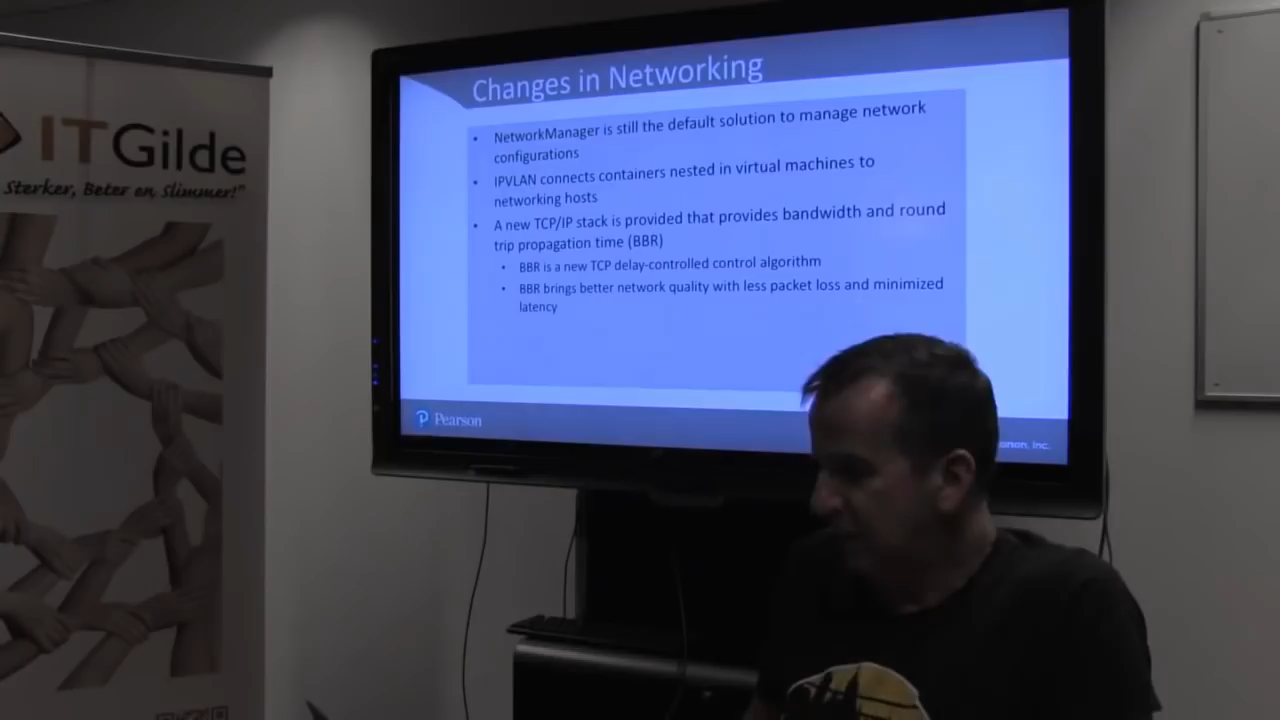 ITGilde
Sterker, Beter en Slimmer!"
Changes in Networking
• NetworkManager is still the default solution to manage network
configurations
• IPVLAN connects containers nested in virtual machines to
networking hosts
• A new TCP/IP stack is provided that provides bandwidth and round
trip propagation time (BBR)
• BBR is a new TCP delay-controlled control algorithm
• BBR brings better network quality with less packet loss and minimized
latency
Pearson
Inc.